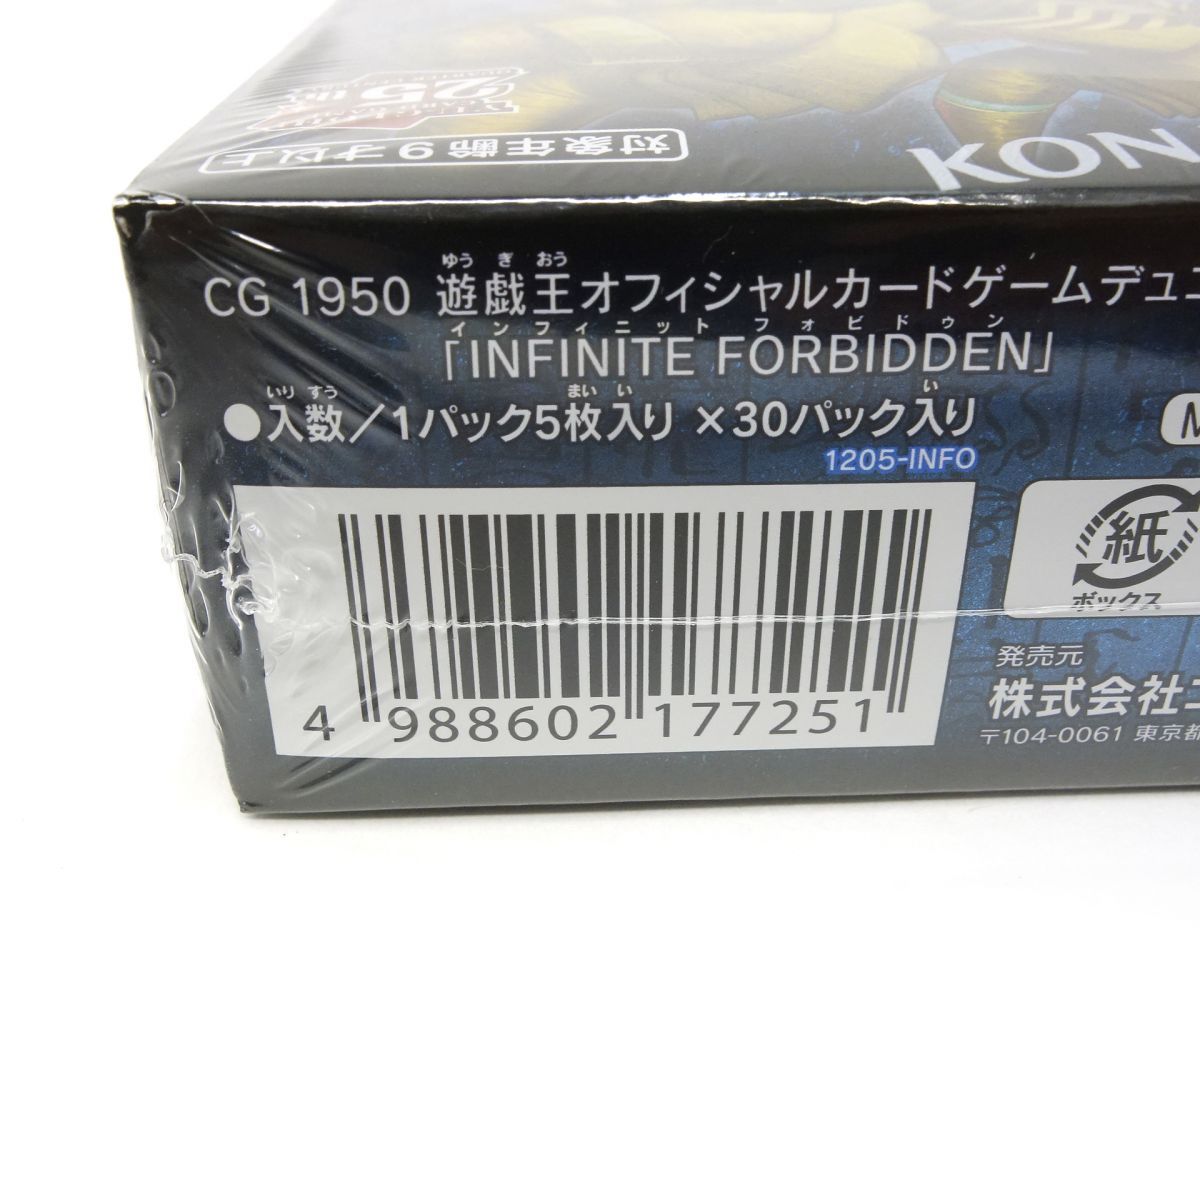 25th
対象年齢9才以上
KON
ゆう ぎ おう
CG 1950 遊戯王オフィシャルカードゲームデュエ
インフィニット フォビドゥン
「INFINITE FORBIDDEN」
いり すう まい い い
●入数/1パック5枚入り×30パック入り
1205-INFO
M
紙
ボックス
4 988602 177251
発売元
株式会社コ
〒104-0061 東京都